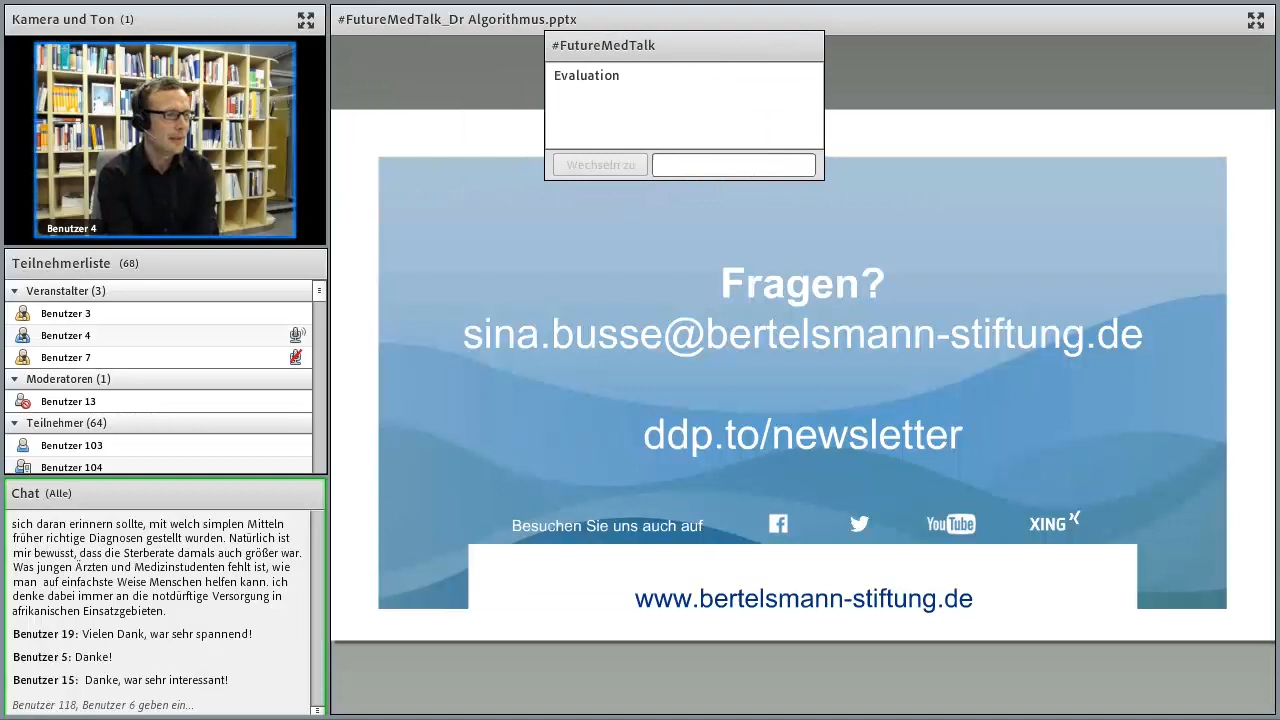 Kamera und Ton (1)
Benutzer 4
Teilnehmerliste (68)
Veranstalter (3)
Benutzer 3
Benutzer 4
Benutzer 7
Moderatoren (1)
Benutzer 13
Teilnehmer (64)
Benutzer 103
Benutzer 104
Chat (Alle)
sich daran erinnern sollte, mit welch simplen Mitteln
früher richtige Diagnosen gestellt wurden. Natürlich ist
mir bewusst, dass die Sterberate damals auch größer war.
Was jungen Ärzten und Medizinstudenten fehlt ist, wie
man auf einfachste Weise Menschen helfen kann. ich
denke dabei immer an die notdürftige Versorgung in
afrikanischen Einsatzgebieten.
Benutzer 19: Vielen Dank, war sehr spannend!
Benutzer 5: Danke!
Benutzer 15: Danke, war sehr interessant!
Benutzer 118, Benutzer 6 geben ein...
#FutureMedTalk_Dr Algorithmus.pptx
#FutureMedTalk
Evaluation
Wechseln zu
Fragen?
sina.busse@bertelsmann-stiftung.de
ddp.to/newsletter
Besuchen Sie uns auch auf
YouTube
XING
www.bertelsmann-stiftung.de